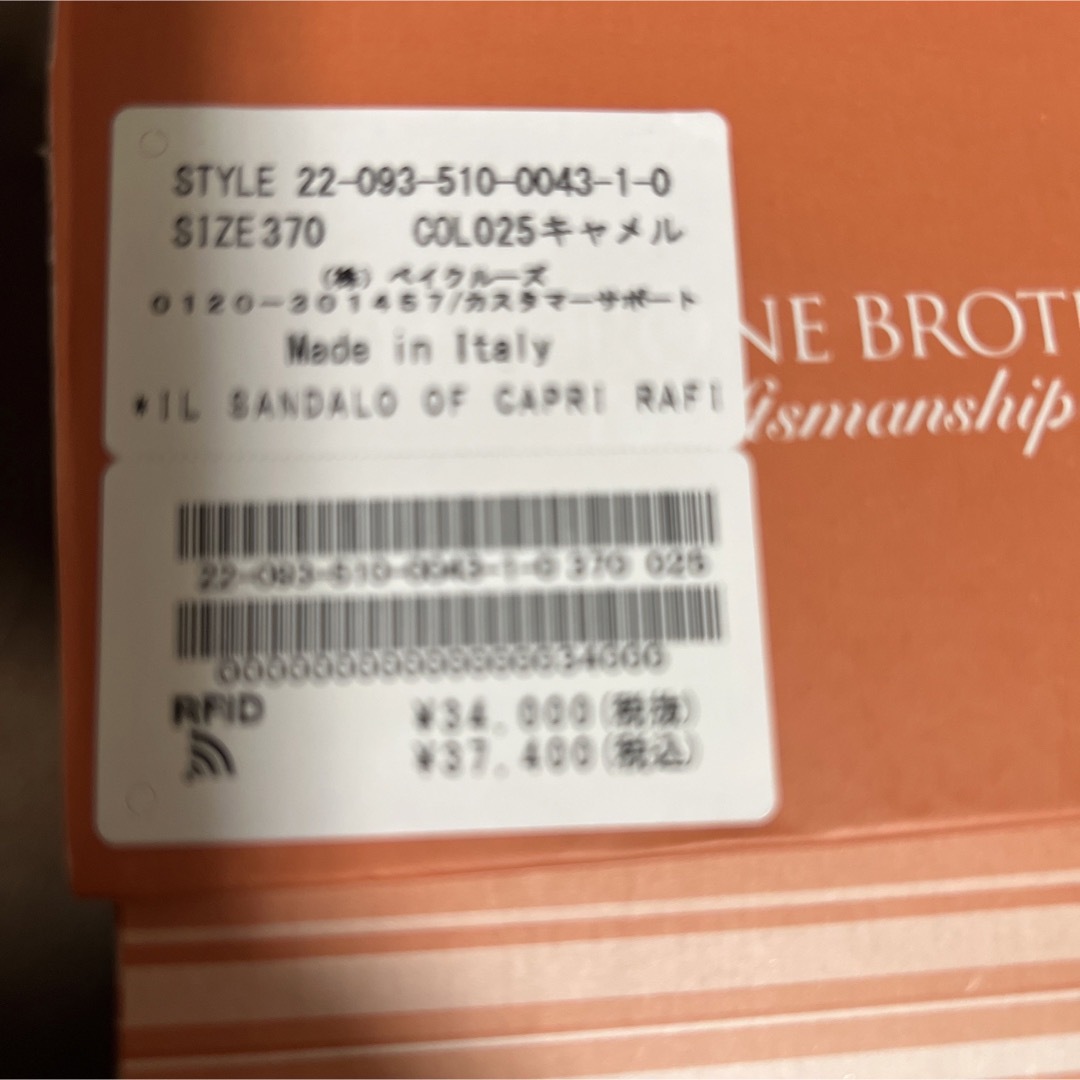 STYLE 22-093-510-0043-1-0
SIZE370 COL025キャメル
(株) ベイクルーズ
0120-301457/カスタマーサポート
Made in Italy
*IL SANDALO OF CAPRI RAFI
22-093-510-0043-1-0 370 025
RFID
¥34,000(税抜)
¥37,400(税込)
NE BROT
ismanship